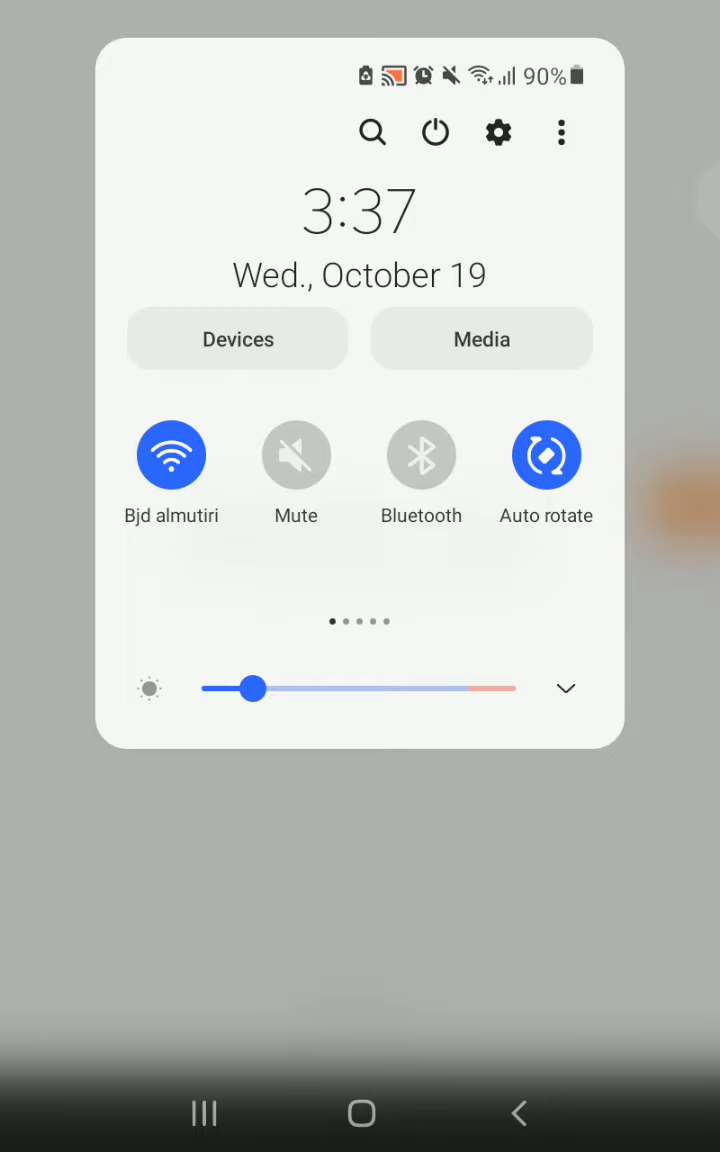 90%
3:37
Wed., October 19
Devices Media
Bjd almutiri Mute Bluetooth Auto rotate